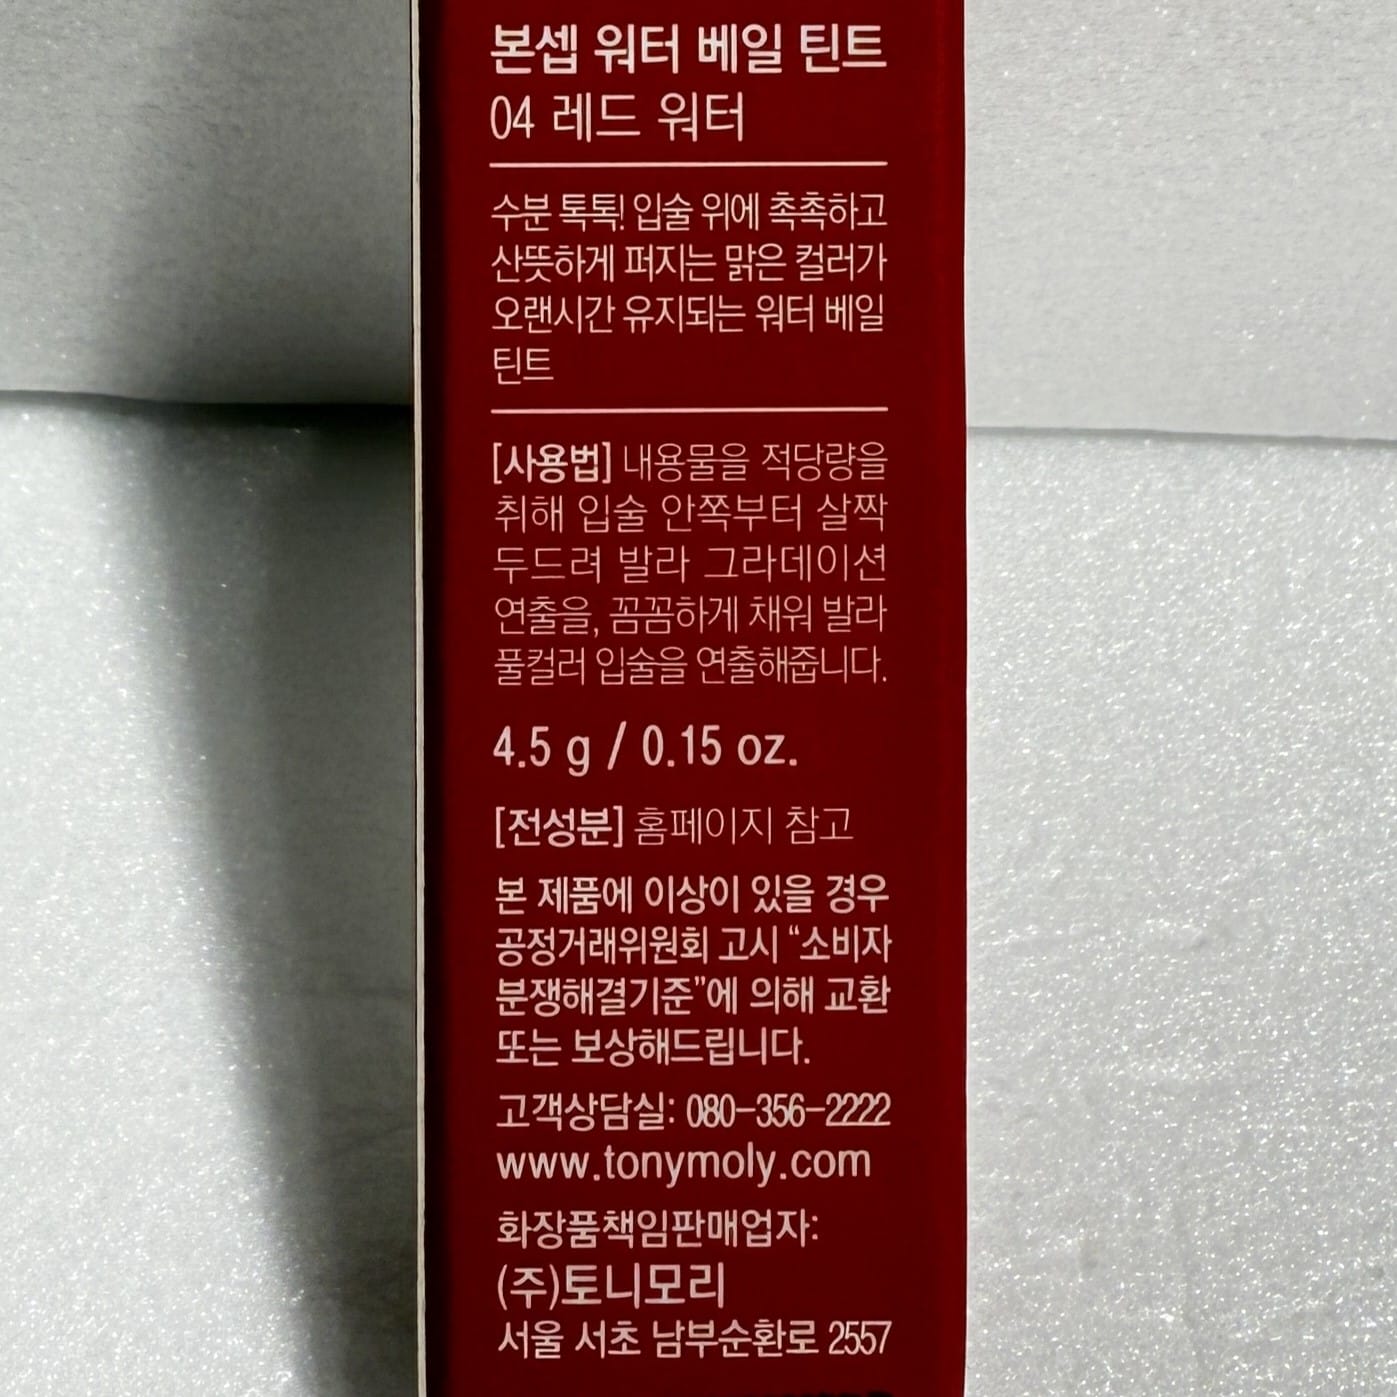 본셉 워터 베일 틴트
04 레드 워터
수분 톡톡! 입술 위에 촉촉하고
산뜻하게 퍼지는 맑은 컬러가
오랜시간 유지되는 워터 베일
틴트
[사용법] 내용물을 적당량을
취해 입술 안쪽부터 살짝
두드려 발라 그라데이션
연출을, 꼼꼼하게 채워 발라
풀컬러 입술을 연출해줍니다.
4.5 g / 0.15 oz.
[전성분] 홈페이지 참고
본 제품에 이상이 있을 경우
공정거래위원회 고시 “소비자
분쟁해결기준”에 의해 교환
또는 보상해드립니다.
고객상담실: 080-356-2222
www.tonymoly.com
화장품책임판매업자:
(주)토니모리
서울 서초 남부순환로 2557